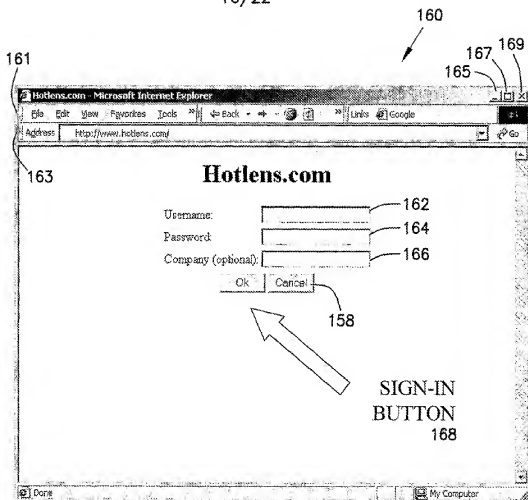 16/22
160
161
167 169
165
Hotlens.com - Microsoft Internet Explorer
File Edit View Favorites Tools » Back » Links Google
Address http://www.hotlens.com/ Go
163
Hotlens.com
Username: 162
Password: 164
Company (optional): 166
Ok Cancel
158
SIGN-IN
BUTTON
168
Done My Computer